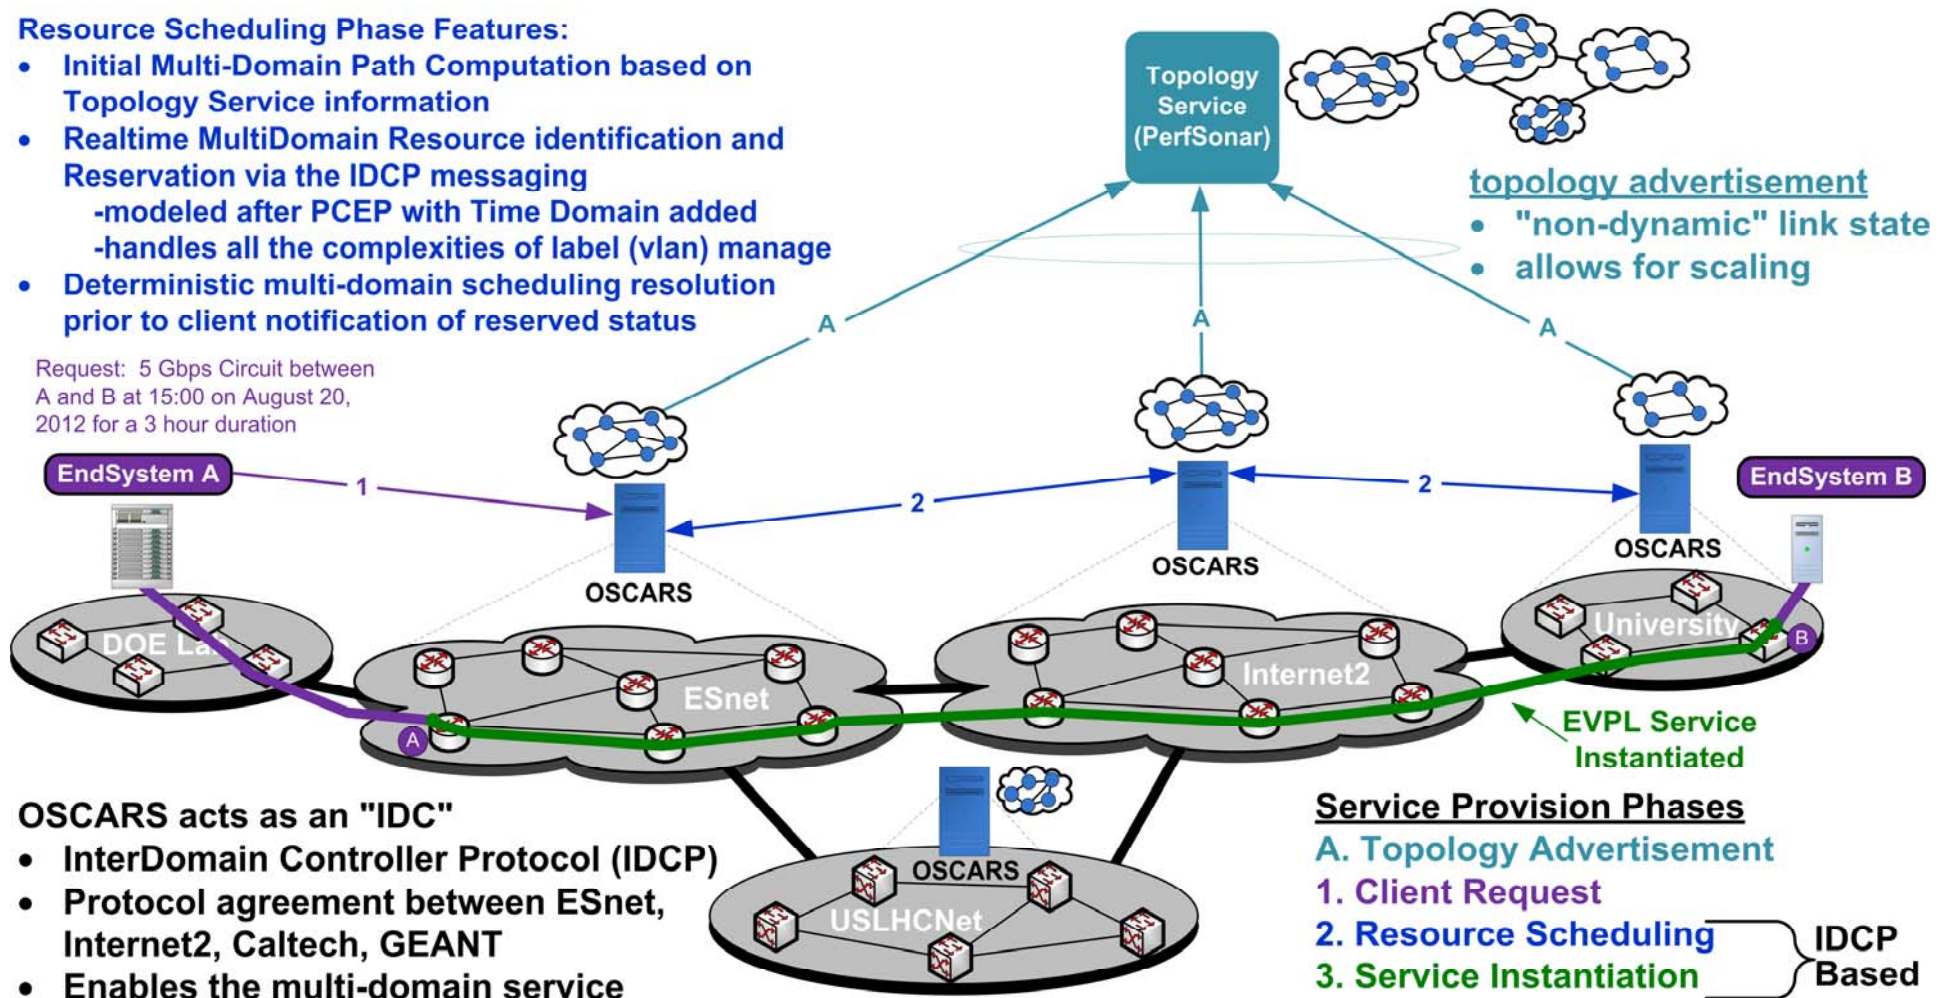 Resource Scheduling Phase Features:
• Initial Multi-Domain Path Computation based on
Topology Service information
• Realtime MultiDomain Resource identification and
Reservation via the IDCP messaging
-modeled after PCEP with Time Domain added
-handles all the complexities of label (vlan) manage
• Deterministic multi-domain scheduling resolution
prior to client notification of reserved status
Topology
Service
(PerfSonar)
topology advertisement
• "non-dynamic" link state
• allows for scaling
A
A
A
Request: 5 Gbps Circuit between
A and B at 15:00 on August 20,
2012 for a 3 hour duration
EndSystem A
1
2
2
EndSystem B
OSCARS
OSCARS
OSCARS
DOE La
ESnet
Internet2
University
A
B
EVPL Service
Instantiated
OSCARS
USLHCNet
OSCARS acts as an "IDC"
• InterDomain Controller Protocol (IDCP)
• Protocol agreement between ESnet,
Internet2, Caltech, GEANT
• Enables the multi-domain service
Service Provision Phases
A. Topology Advertisement
1. Client Request
2. Resource Scheduling
3. Service Instantiation
IDCP
Based